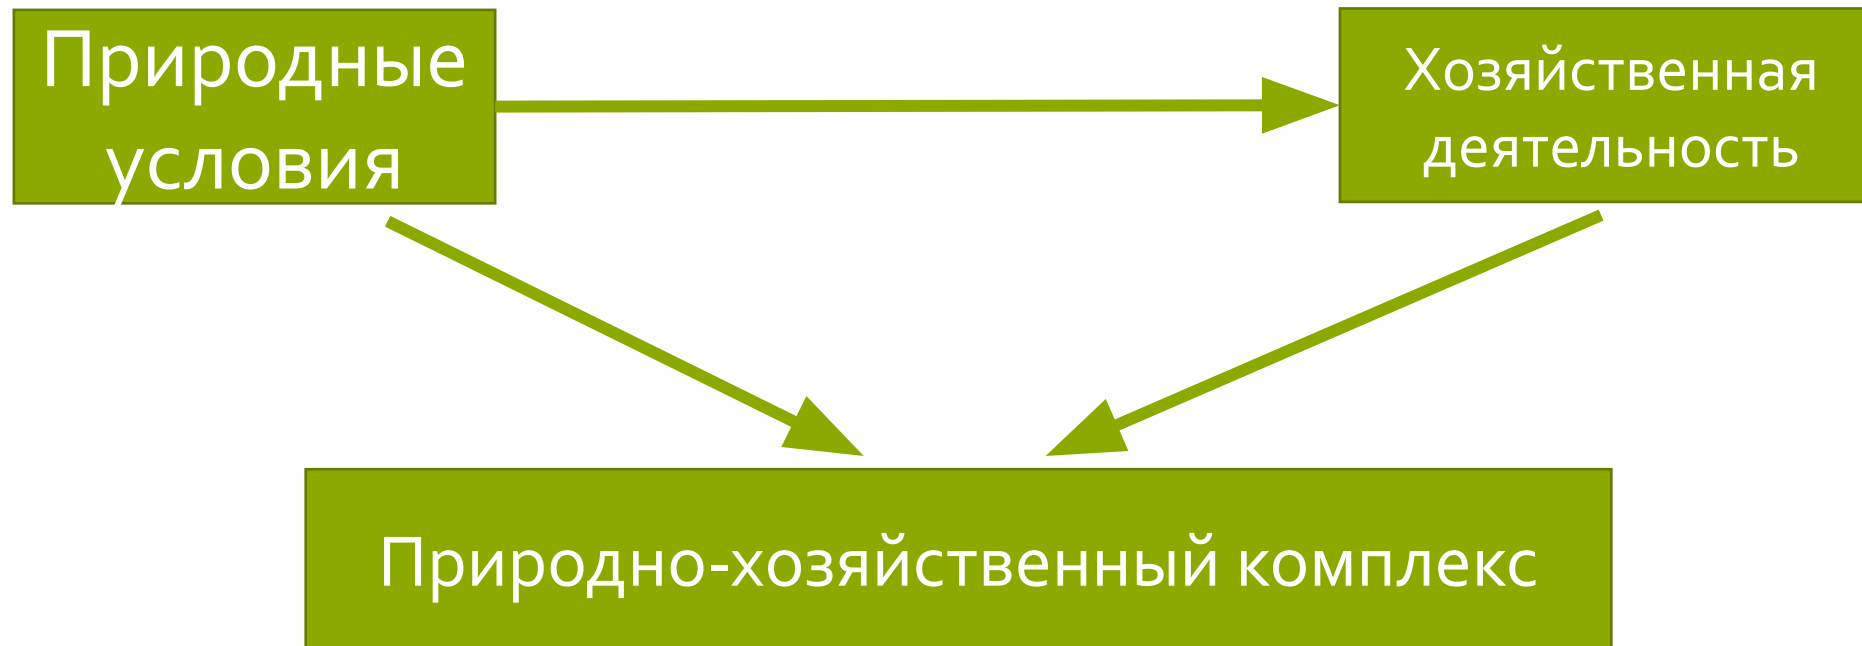 Природные
условия
Хозяйственная
деятельность
Природно-хозяйственный комплекс